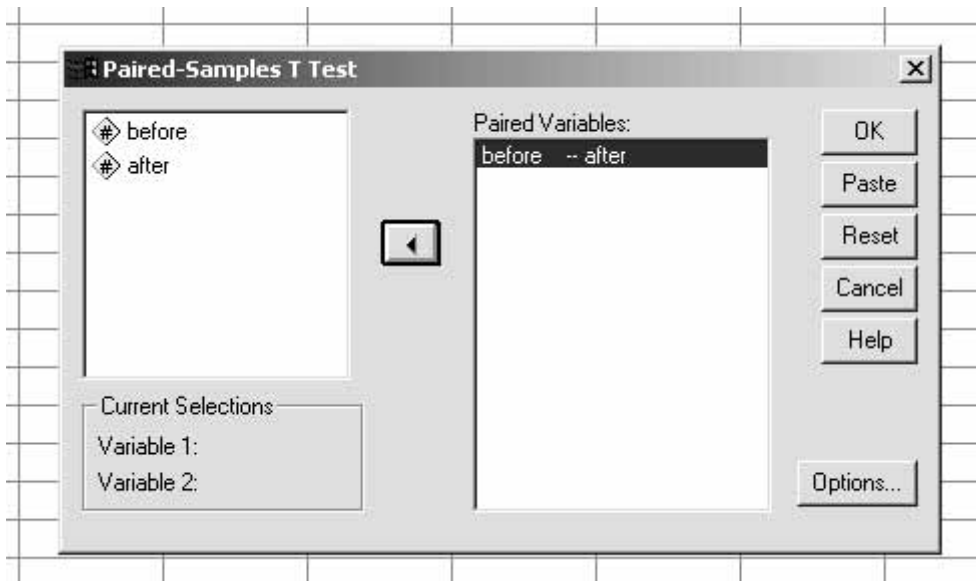 Paired-Samples T Test
# before
# after
Paired Variables:
before -- after
OK
Paste
Reset
Cancel
Help
Current Selections
Variable 1:
Variable 2:
Options...